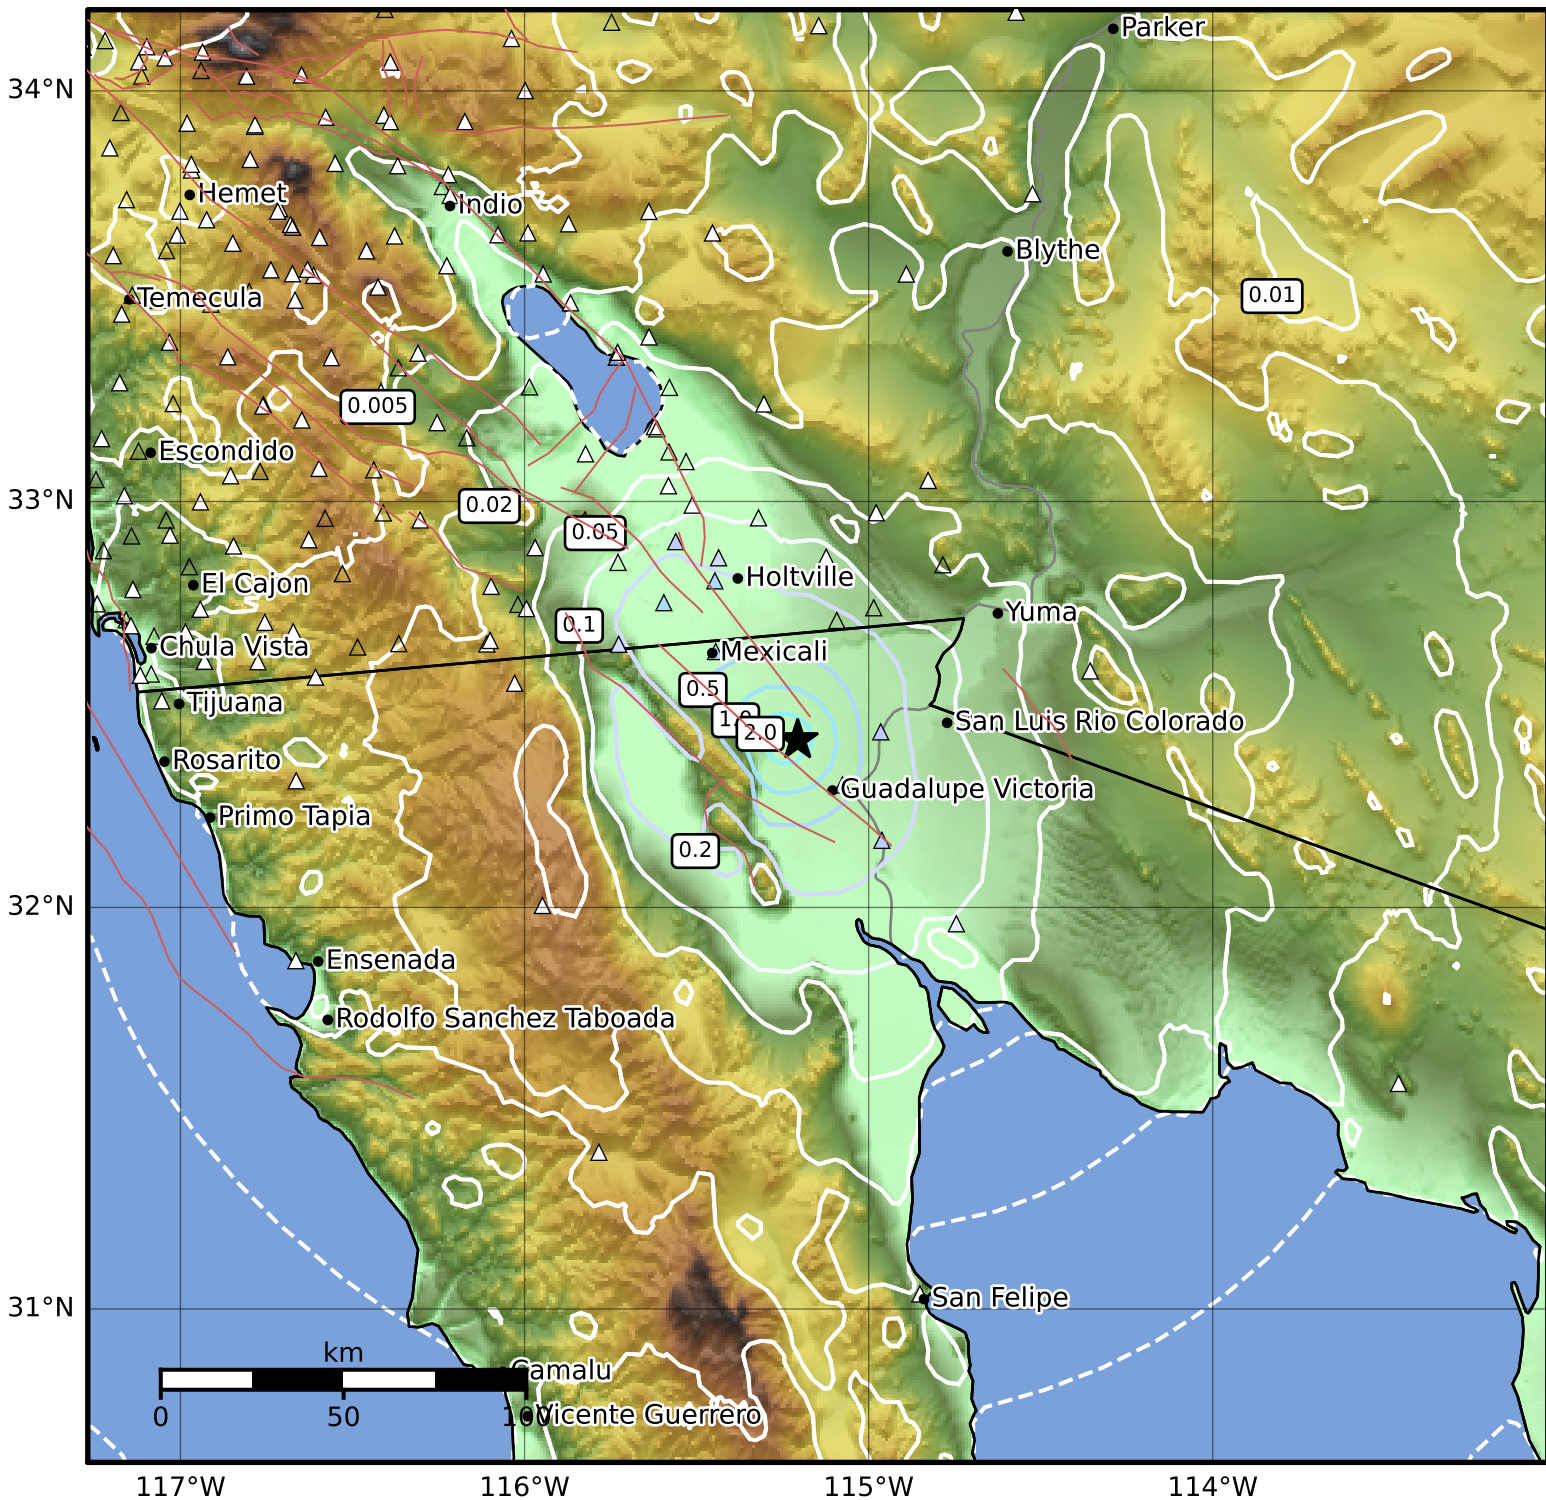 Parker
34°N
Hemet
Indio
Blythe
Temecula
0.01
0.005
Escondido
33°N
0.02
0.05
El Cajon
Holtville
Yuma
0.1
Chula Vista
Mexicali
0.5
Tijuana
1.0
San Luis Rio Colorado
2.0
Rosarito
Guadalupe Victoria
Primo Tapia
0.2
32°N
Ensenada
Rodolfo Sanchez Taboada
31°N
San Felipe
km
Camalu
0 50 100
Vicente Guerrero
117°W 116°W 115°W 114°W